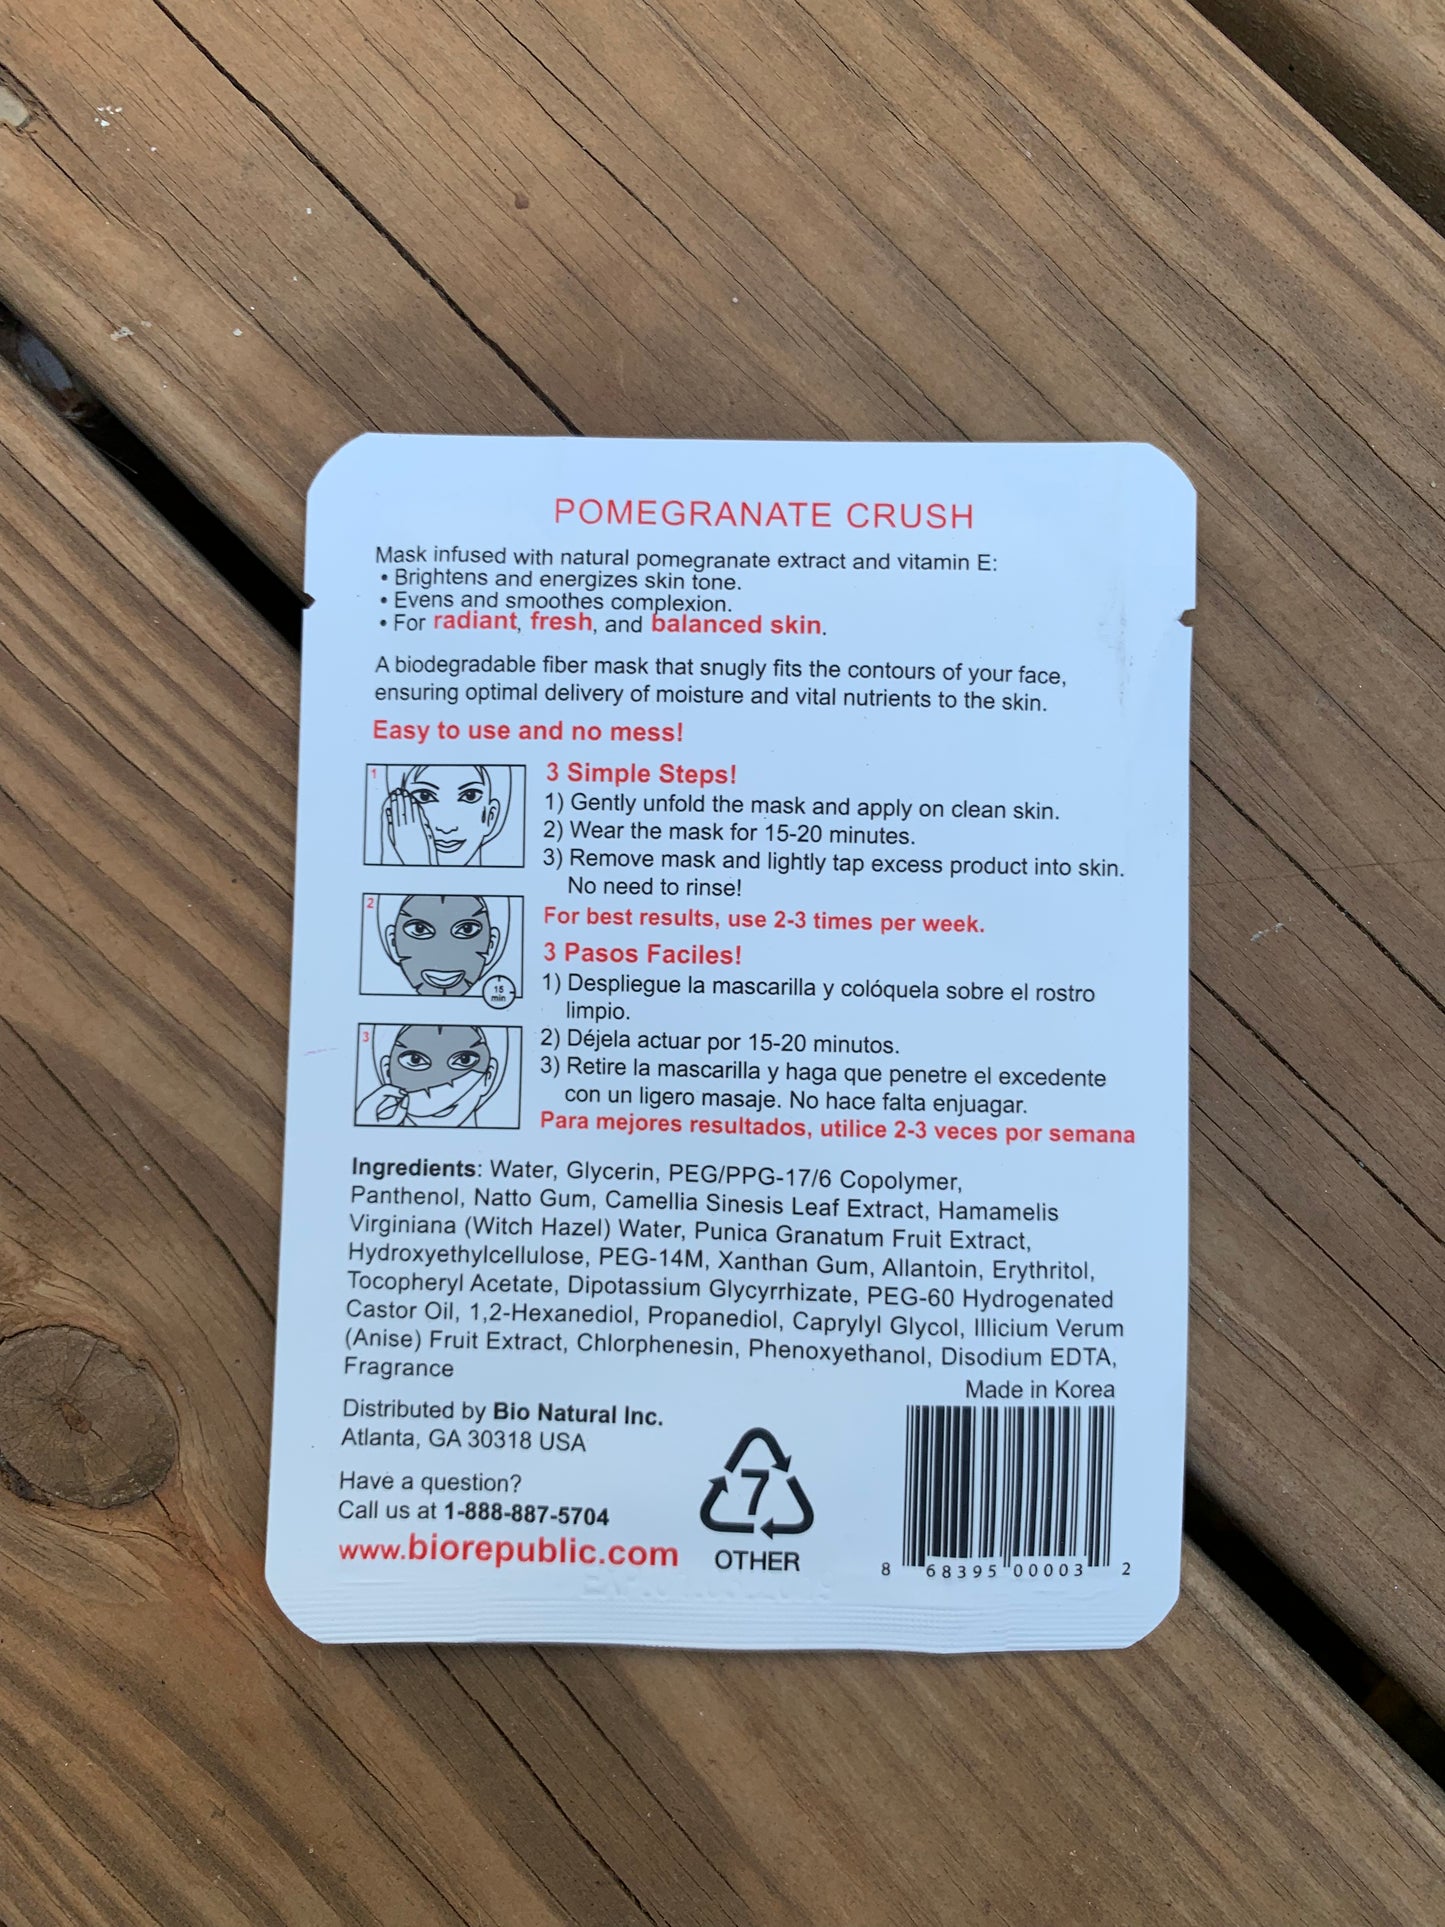 POMEGRANATE CRUSH
Mask infused with natural pomegranate extract and vitamin E:
• Brightens and energizes skin tone.
• Evens and smoothes complexion.
• For radiant, fresh, and balanced skin.
A biodegradable fiber mask that snugly fits the contours of your face,
ensuring optimal delivery of moisture and vital nutrients to the skin.
Easy to use and no mess!
1
3 Simple Steps!
1) Gently unfold the mask and apply on clean skin.
2) Wear the mask for 15-20 minutes.
3) Remove mask and lightly tap excess product into skin.
No need to rinse!
2
15
min
For best results, use 2-3 times per week.
3 Pasos Faciles!
1) Despliegue la mascarilla y colóquela sobre el rostro
limpio.
3
2) Déjela actuar por 15-20 minutos.
3) Retire la mascarilla y haga que penetre el excedente
con un ligero masaje. No hace falta enjuagar.
Para mejores resultados, utilice 2-3 veces por semana
Ingredients: Water, Glycerin, PEG/PPG-17/6 Copolymer,
Panthenol, Natto Gum, Camellia Sinesis Leaf Extract, Hamamelis
Virginiana (Witch Hazel) Water, Punica Granatum Fruit Extract,
Hydroxyethylcellulose, PEG-14M, Xanthan Gum, Allantoin, Erythritol,
Tocopheryl Acetate, Dipotassium Glycyrrhizate, PEG-60 Hydrogenated
Castor Oil, 1,2-Hexanediol, Propanediol, Caprylyl Glycol, Illicium Verum
(Anise) Fruit Extract, Chlorphenesin, Phenoxyethanol, Disodium EDTA,
Fragrance
Made in Korea
Distributed by Bio Natural Inc.
Atlanta, GA 30318 USA
Have a question?
Call us at 1-888-887-5704
www.biorepublic.com
7
OTHER
8 68395 00003 2